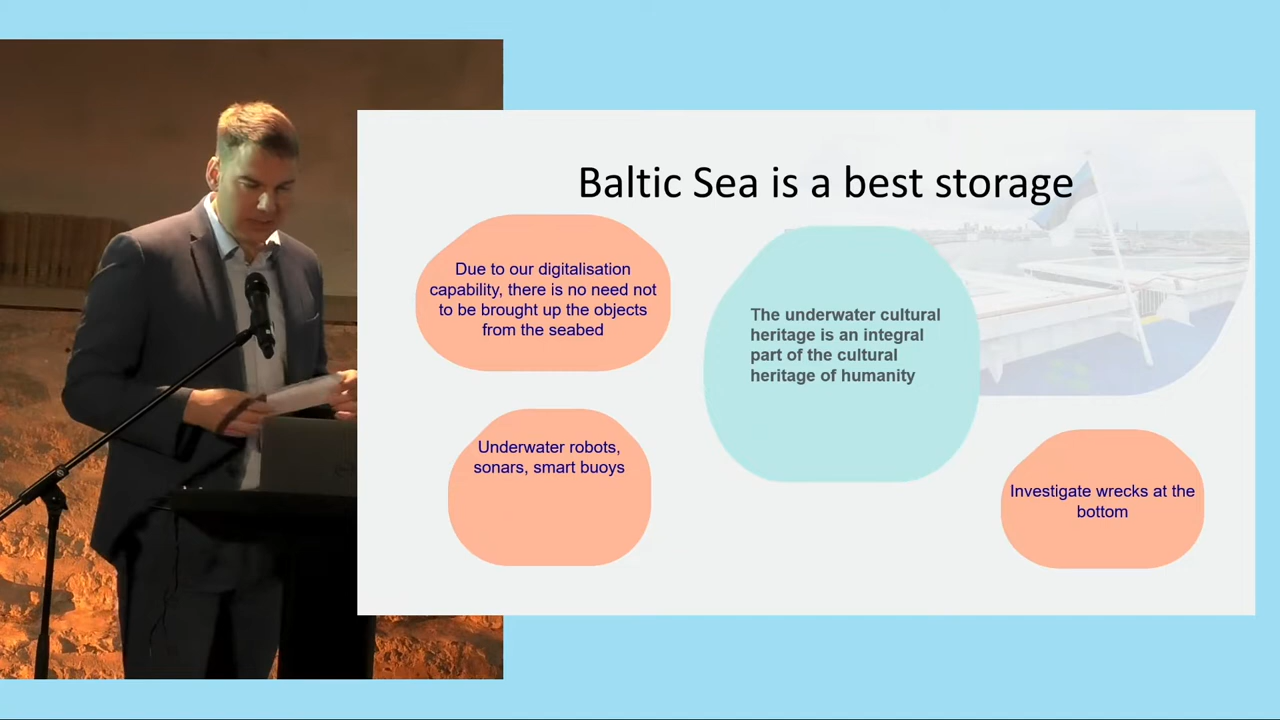 Baltic Sea is a best storage
Due to our digitalisation
capability, there is no need not
to be brought up the objects
from the seabed
The underwater cultural
heritage is an integral
part of the cultural
heritage of humanity
Underwater robots,
sonars, smart buoys
Investigate wrecks at the
bottom